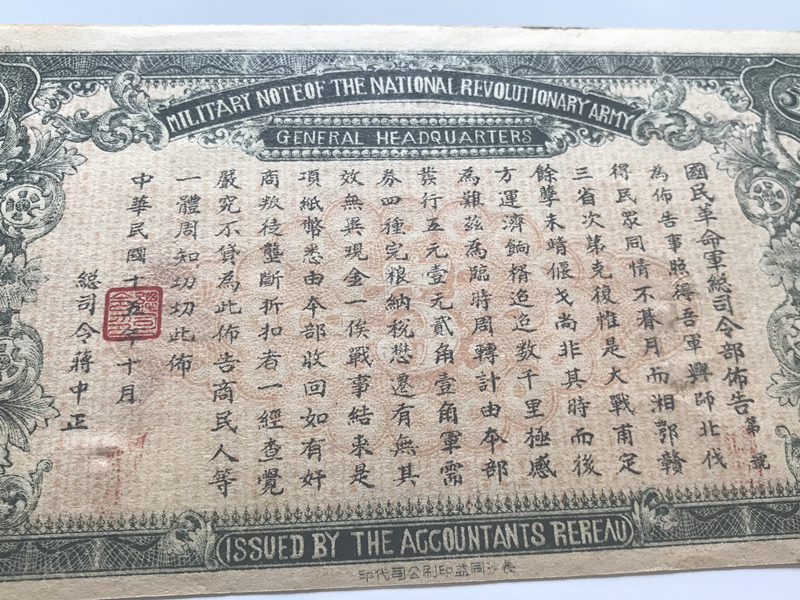 MILITARY NOTE OF THE NATIONAL REVOLUTIONARY ARMY
GENERAL HEADQUARTERS
國民革命軍總司令部佈告 第 號
為佈告事照得吾軍興師北伐
得民眾同情不朞月而湘鄂贛
三省次第克復惟是大戰甫定
餘孽未靖偃戈尚非其時而後
方運濟餉糈迢迢数千里極感
為難茲為臨時周轉計由本部
發行五元壹元貳角壹角軍需
券四種完粮納稅懋遷有無其
效無異現金一俟戰事結束是
項紙幣悉由本部收回如有奸
商叛徒壟斷折扣者一經查覺
嚴究不貸為此佈告商民人等
一體周知切切此佈
中華民國十五年十月
總司令蔣中正
ISSUED BY THE ACCOUNTANTS REREAU
長沙同益印刷公司代印